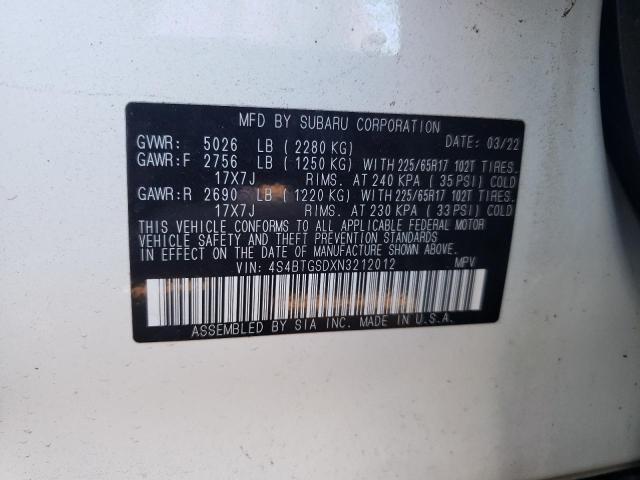 MFD BY SUBARU CORPORATION
GVWR: 5026 LB ( 2280 KG) DATE: 03/22
GAWR:F 2756 LB ( 1250 KG) WITH 225/65R17 102T TIRES.
17X7J RIMS. AT 240 KPA ( 35 PSI) COLD
GAWR:R 2690 LB ( 1220 KG) WITH 225/65R17 102T TIRES.
17X7J RIMS. AT 230 KPA ( 33 PSI) COLD
THIS VEHICLE CONFORMS TO ALL APPLICABLE FEDERAL MOTOR
VEHICLE SAFETY AND THEFT PREVENTION STANDARDS
IN EFFECT ON THE DATE OF MANUFACTURE SHOWN ABOVE.
VIN: 4S4BTGSDXN3212012 MPV
ASSEMBLED BY SIA INC. MADE IN U.S.A.